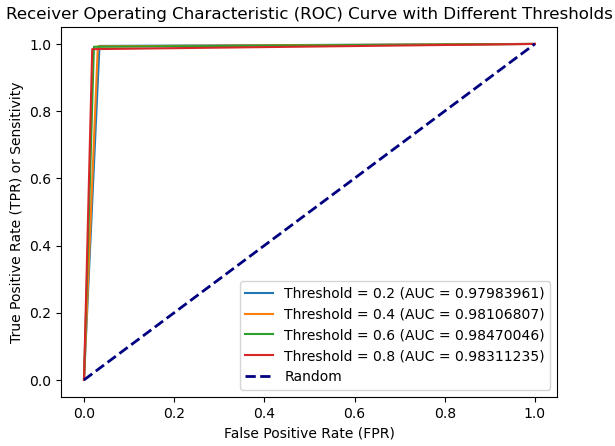 Receiver Operating Characteristic (ROC) Curve with Different Thresholds
True Positive Rate (TPR) or Sensitivity
1.0
0.8
0.6
0.4
0.2
0.0
Threshold = 0.2 (AUC = 0.97983961)
Threshold = 0.4 (AUC = 0.98106807)
Threshold = 0.6 (AUC = 0.98470046)
Threshold = 0.8 (AUC = 0.98311235)
Random
0.0 0.2 0.4 0.6 0.8 1.0
False Positive Rate (FPR)